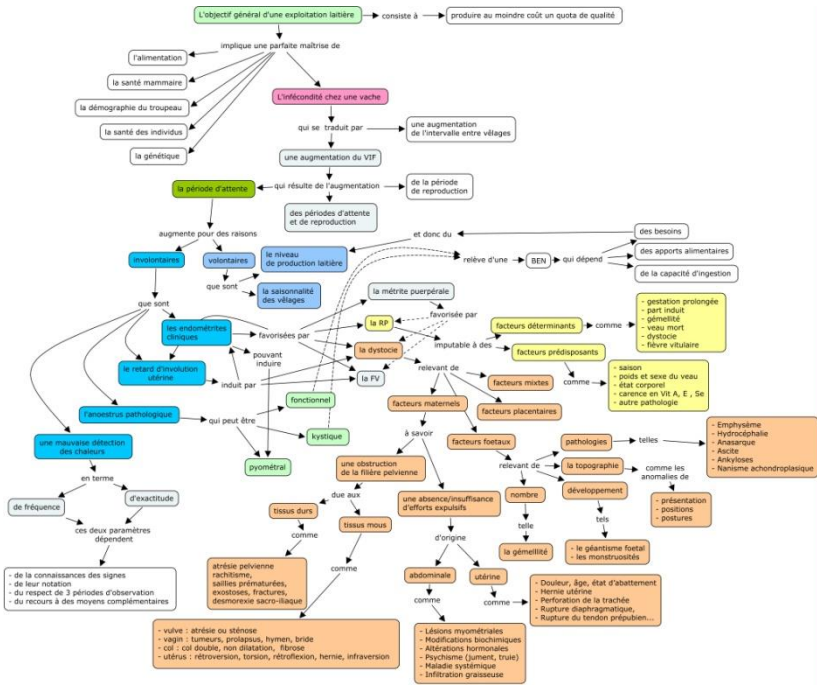 L'objectif général d'une exploitation laitière
consiste à
produire au moindre coût un quota de qualité
implique une parfaite maîtrise de
l'alimentation
la santé mammaire
la démographie du troupeau
la santé des individus
la génétique
L'infécondité chez une vache
qui se traduit par
une augmentation
de l'intervalle entre vêlages
une augmentation du VIF
qui résulte de l'augmentation
de la période
de reproduction
la période d'attente
des périodes d'attente
et de reproduction
augmente pour des raisons
involontaires
volontaires
que sont
le niveau
de production laitière
la saisonnalité
des vêlages
et donc du
relève d'une
BEN
qui dépend
des besoins
des apports alimentaires
de la capacité d'ingestion
que sont
les endométrites
cliniques
favorisées par
pouvant
induire
la métrite puerpérale
favorisée par
la RP
la dystocie
la FV
le retard d'involution
utérine
induit par
l'anoestrus pathologique
qui peut être
fonctionnel
kystique
pyométral
une mauvaise détection
des chaleurs
en terme
de fréquence
d'exactitude
ces deux paramètres
dépendent
- de la connaissances des signes
- de leur notation
- du respect de 3 périodes d'observation
- du recours à des moyens complémentaires
imputable à des
facteurs déterminants
comme
- gestation prolongée
- part induit
- gémellité
- veau mort
- dystocie
- fièvre vitulaire
facteurs prédisposants
comme
- saison
- poids et sexe du veau
- état corporel
- carence en Vit A, E , Se
- autre pathologie
relevant de
facteurs mixtes
facteurs placentaires
facteurs maternels
facteurs foetaux
à savoir
une obstruction
de la filière pelvienne
due aux
tissus durs
comme
atrésie pelvienne
rachitisme,
saillies prématurées,
exostoses, fractures,
desmorexie sacro-iliaque
tissus mous
comme
- vulve : atrésie ou sténose
- vagin : tumeurs, prolapsus, hymen, bride
- col : col double, non dilatation, fibrose
- utérus : rétroversion, torsion, rétroflexion, hernie, infraversion
une absence/insuffisance
d'efforts expulsifs
d'origine
abdominale
comme
- Lésions myométriales
- Modifications biochimiques
- Altérations hormonales
- Psychisme (jument, truie)
- Maladie systémique
- Infiltration graisseuse
utérine
comme
- Douleur, âge, état d'abattement
- Hernie utérine
- Perforation de la trachée
- Rupture diaphragmatique,
- Rupture du tendon prépubien...
relevant de
pathologies
telles
- Emphysème
- Hydrocéphalie
- Anasarque
- Ascite
- Ankyloses
- Nanisme achondroplasique
la topographie
comme les
anomalies de
- présentation
- positions
- postures
développement
tels
- le géantisme foetal
- les monstruosités
nombre
telle
la gémelllité